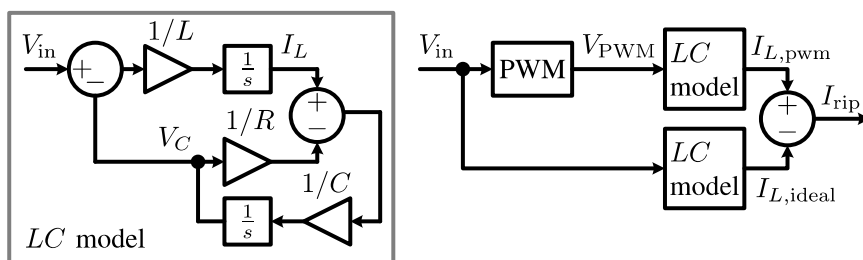 V_in
+
−
1/L
1/s
I_L
+
−
1/R
V_C
1/C
1/s
LC model
V_in
PWM
V_PWM
LC
model
I_L,pwm
+
−
I_rip
LC
model
I_L,ideal